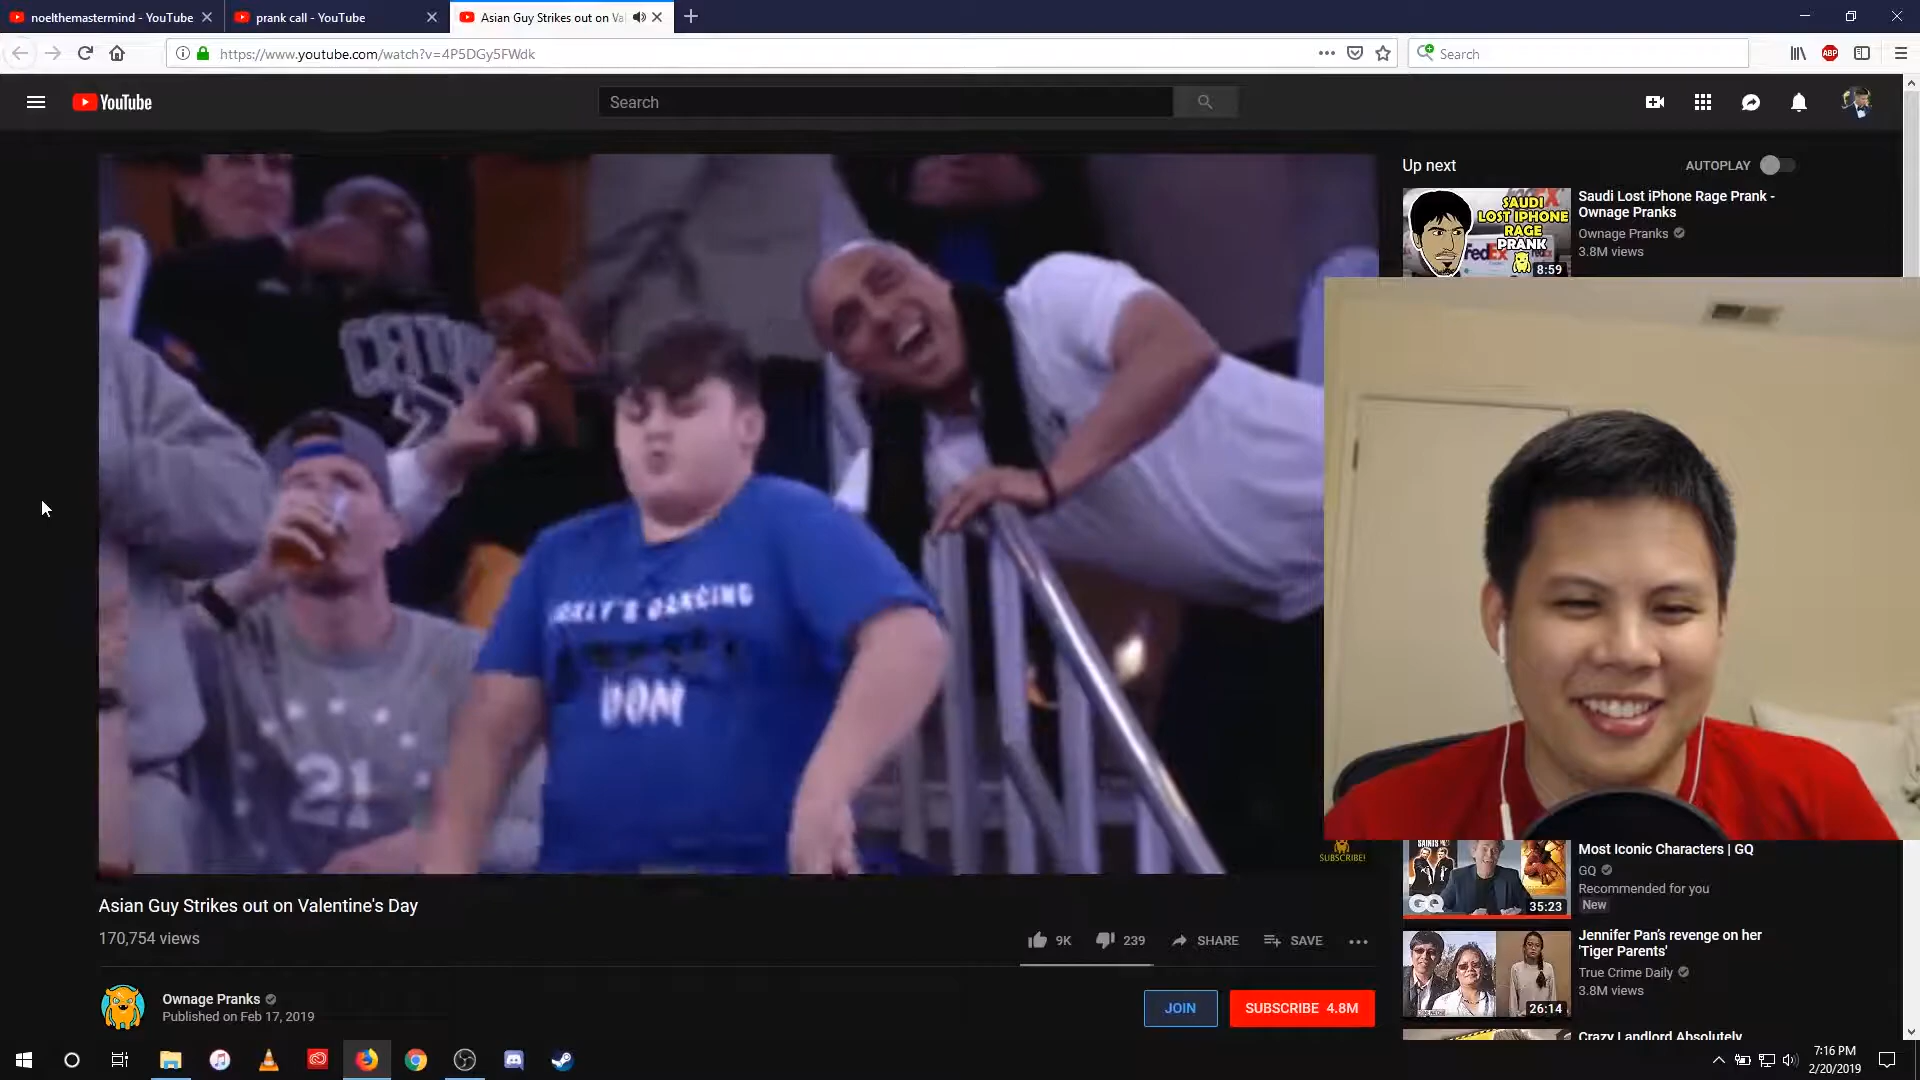 noelthemastermind - YouTube
prank call - YouTube
Asian Guy Strikes out on Va
https://www.youtube.com/watch?v=4P5DGy5FWdk
Search
YouTube
Search
Up next
AUTOPLAY
SAUDI
LOST IPHONE
RAGE
PRANK
FedEx
8:59
Saudi Lost iPhone Rage Prank -
Ownage Pranks
Ownage Pranks
3.8M views
DANCING
MOM
21
SUBSCRIBE!
Most Iconic Characters | GQ
GQ
Recommended for you
New
GQ
35:23
Jennifer Pan's revenge on her
'Tiger Parents'
True Crime Daily
3.8M views
26:14
Crazy Landlord Absolutely
Asian Guy Strikes out on Valentine's Day
170,754 views
9K
239
SHARE
SAVE
Ownage Pranks
Published on Feb 17, 2019
JOIN
SUBSCRIBE 4.8M
7:16 PM
2/20/2019